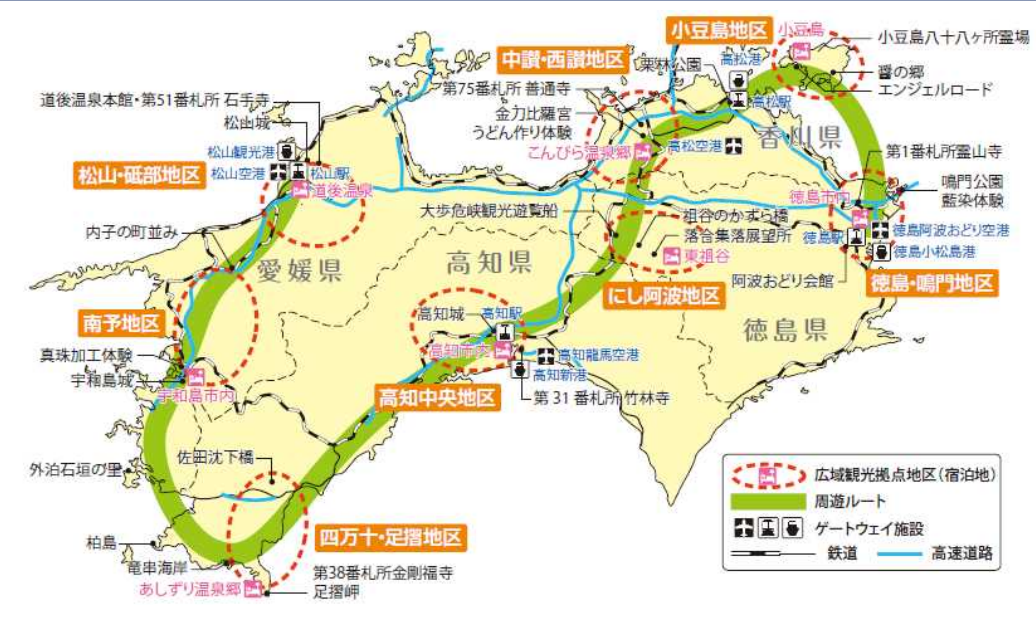 小豆島地区
小豆島
小豆島八十八ヶ所霊場
醤の郷
エンジェルロード
中讃・西讃地区
栗林公園
高松港
高松駅
第75番札所 善通寺
金刀比羅宮
うどん作り体験
こんぴら温泉郷
高松空港
香川県
道後温泉本館・第51番札所 石手寺
松山城
松山観光港
松山空港
松山駅
道後温泉
松山・砥部地区
第1番札所霊山寺
鳴門公園
藍染体験
徳島市内
徳島駅
徳島阿波おどり空港
徳島小松島港
阿波おどり会館
徳島・鳴門地区
大歩危峡観光遊覧船
祖谷のかずら橋
落合集落展望所
東祖谷
にし阿波地区
内子の町並み
愛媛県
高知県
徳島県
南予地区
真珠加工体験
宇和島城
宇和島市内
高知城
高知駅
高知市内
高知龍馬空港
高知新港
第31番札所 竹林寺
高知中央地区
外泊石垣の里
佐田沈下橋
四万十・足摺地区
柏島
竜串海岸
あしずり温泉郷
第38番札所金剛福寺
足摺岬
広域観光拠点地区(宿泊地)
周遊ルート
ゲートウェイ施設
鉄道
高速道路